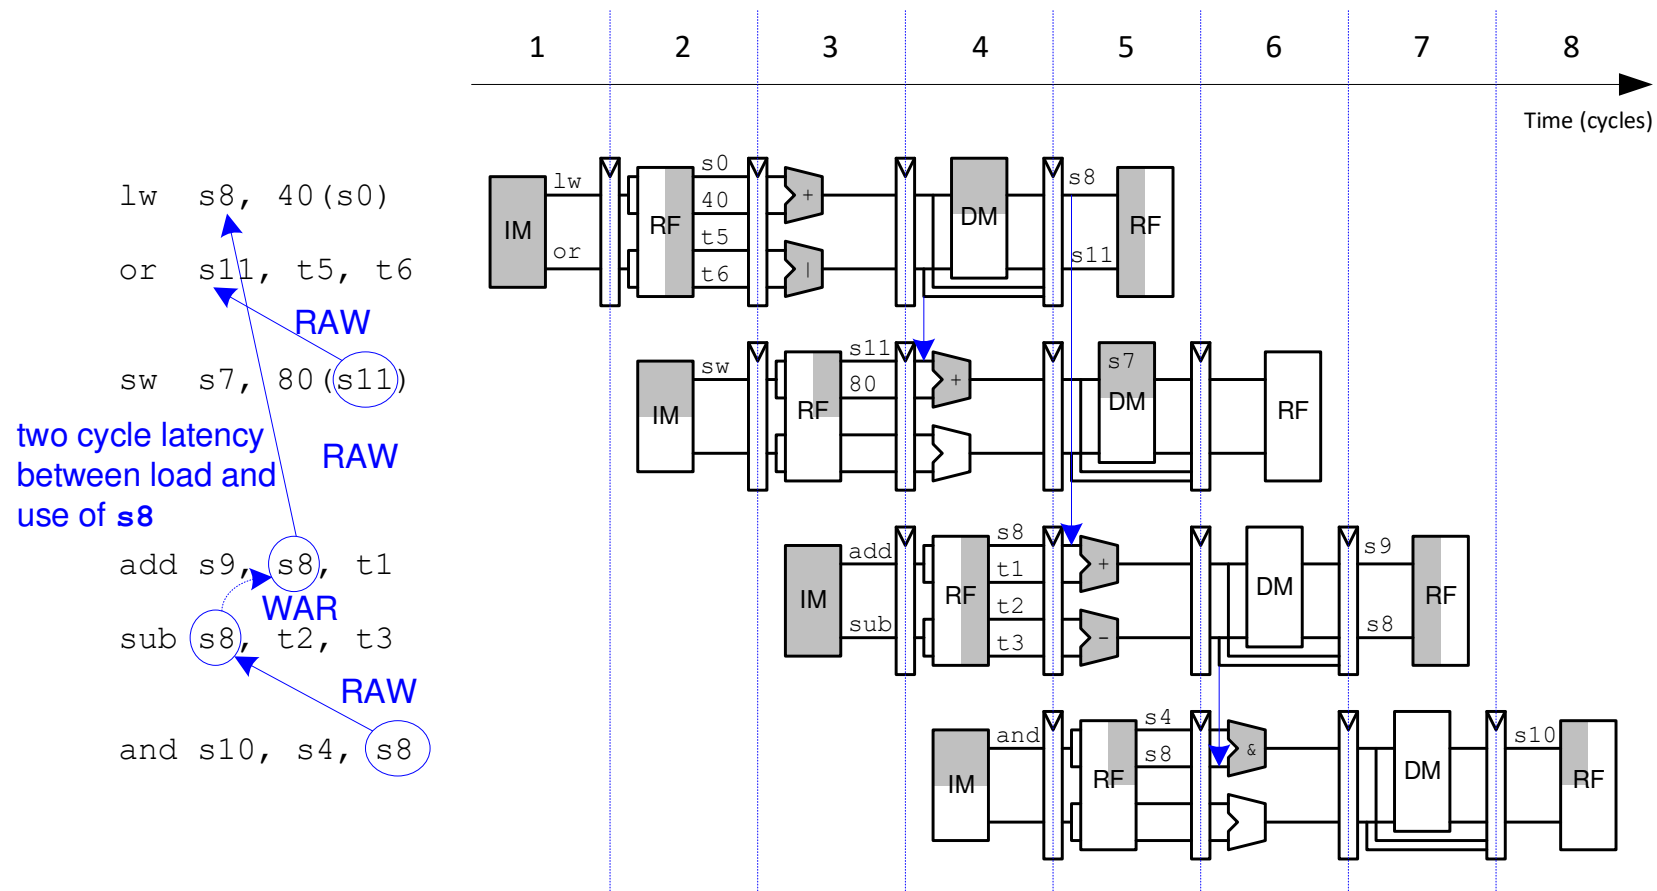 1 2 3 4 5 6 7 8
Time (cycles)
lw s8, 40(s0)
or s11, t5, t6
RAW
sw s7, 80(s11)
two cycle latency
between load and
use of s8
RAW
add s9, s8, t1
WAR
sub s8, t2, t3
RAW
and s10, s4, s8
IM
lw
or
RF
s0
40
t5
t6
+
|
DM
s8
s11
RF
IM
sw
RF
s11
80
+
s7
DM
RF
IM
add
sub
RF
s8
t1
t2
t3
+
-
DM
s9
s8
RF
IM
and
RF
s4
s8
&
DM
s10
RF